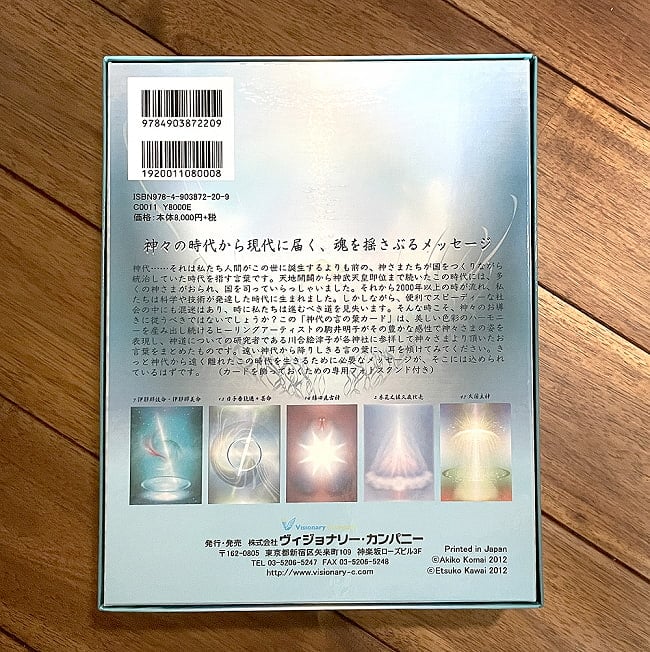 9784903872209
1920011080008
ISBN978-4-903872-20-9
C0011 ¥8000E
価格：本体8,000円+税
神々の時代から現代に届く、魂を揺さぶるメッセージ
神代……それは私たち人間がこの世に誕生するよりも前の、神さまたちが国をつくりながら
統治していた時代を指す言葉です。天地開闢から神武天皇即位まで続いたこの時代には、多
くの神さまがおられ、国を司っていらっしゃいました。それから2000年以上の時が流れ、私
たちは科学や技術が発達した時代に生まれました。しかしながら、便利でスピーディーな社
会の中にも混迷はあり、時に私たちは進むべき道を見失います。そんな時こそ、神々のお導
きに従うべきではないでしょうか？この「神代の言の葉カード」は、美しい色彩のハーモニ
ーを産み出し続けるヒーリングアーティストの駒井明子がその豊かな感性で神々さまの姿を
表現し、神道についての研究者である川合絵津子が各神社に参拝して神々さまより頂いたお
言葉をまとめたものです。遠い神代から降りしきる言の葉に、耳を傾けてみてください。き
っと神代から遠く離れたこの時代を生きるために必要なメッセージが、そこには込められ
ているはずです。　（カードを飾っておくための専用フォトスタンド付き）
伊邪那岐命・伊邪那美命
猿田毘古神
木花之佐久夜比売
Visionary
発行・発売 株式会社 ヴィジョナリー・カンパニー
〒162-0805 東京都新宿区矢来町109 神楽坂ローズビル3F
TEL 03-5206-5247 FAX 03-5206-5248
http://www.visionary-c.com/
Printed in Japan
©Akiko Komai 2012
©Etsuko Kawai 2012